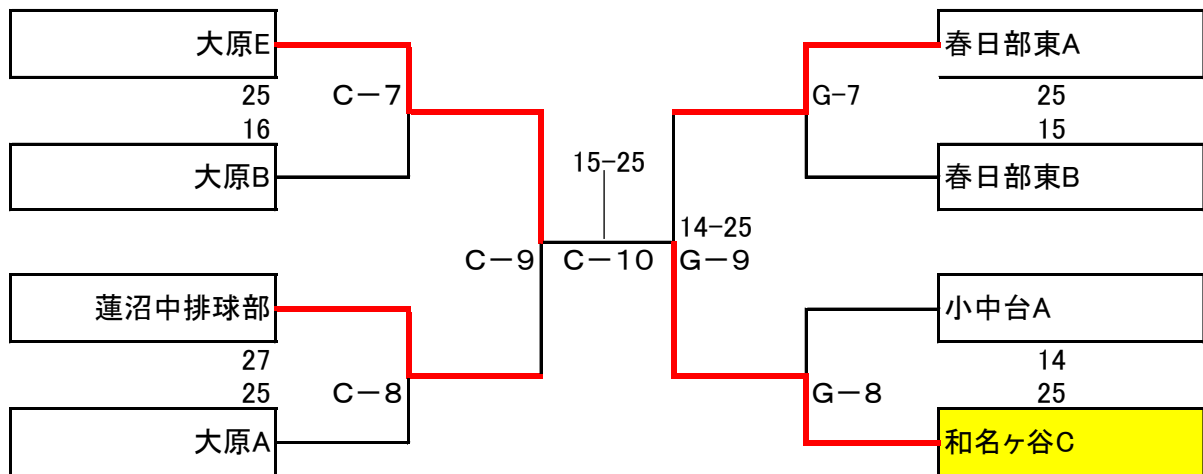 大原E
25
C－7
16
大原B
蓮沼中排球部
27
25
C－8
大原A
C－9
15-25
C－10
14-25
G－9
春日部東A
G-7
25
15
春日部東B
小中台A
14
G－8
25
和名ヶ谷C